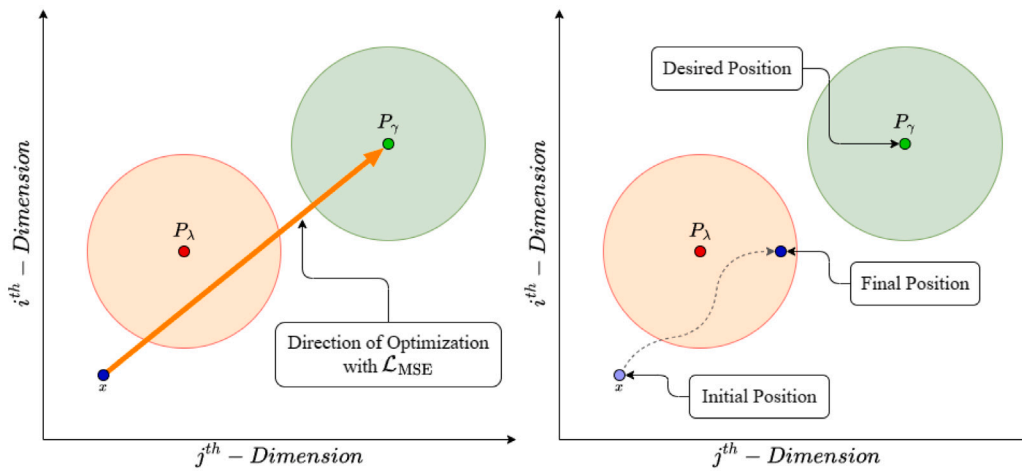 i^{th} - Dimension
P_γ
P_λ
Direction of Optimization
with 𝓛_MSE
x
j^{th} - Dimension
i^{th} - Dimension
Desired Position
P_γ
P_λ
Final Position
x
Initial Position
j^{th} - Dimension